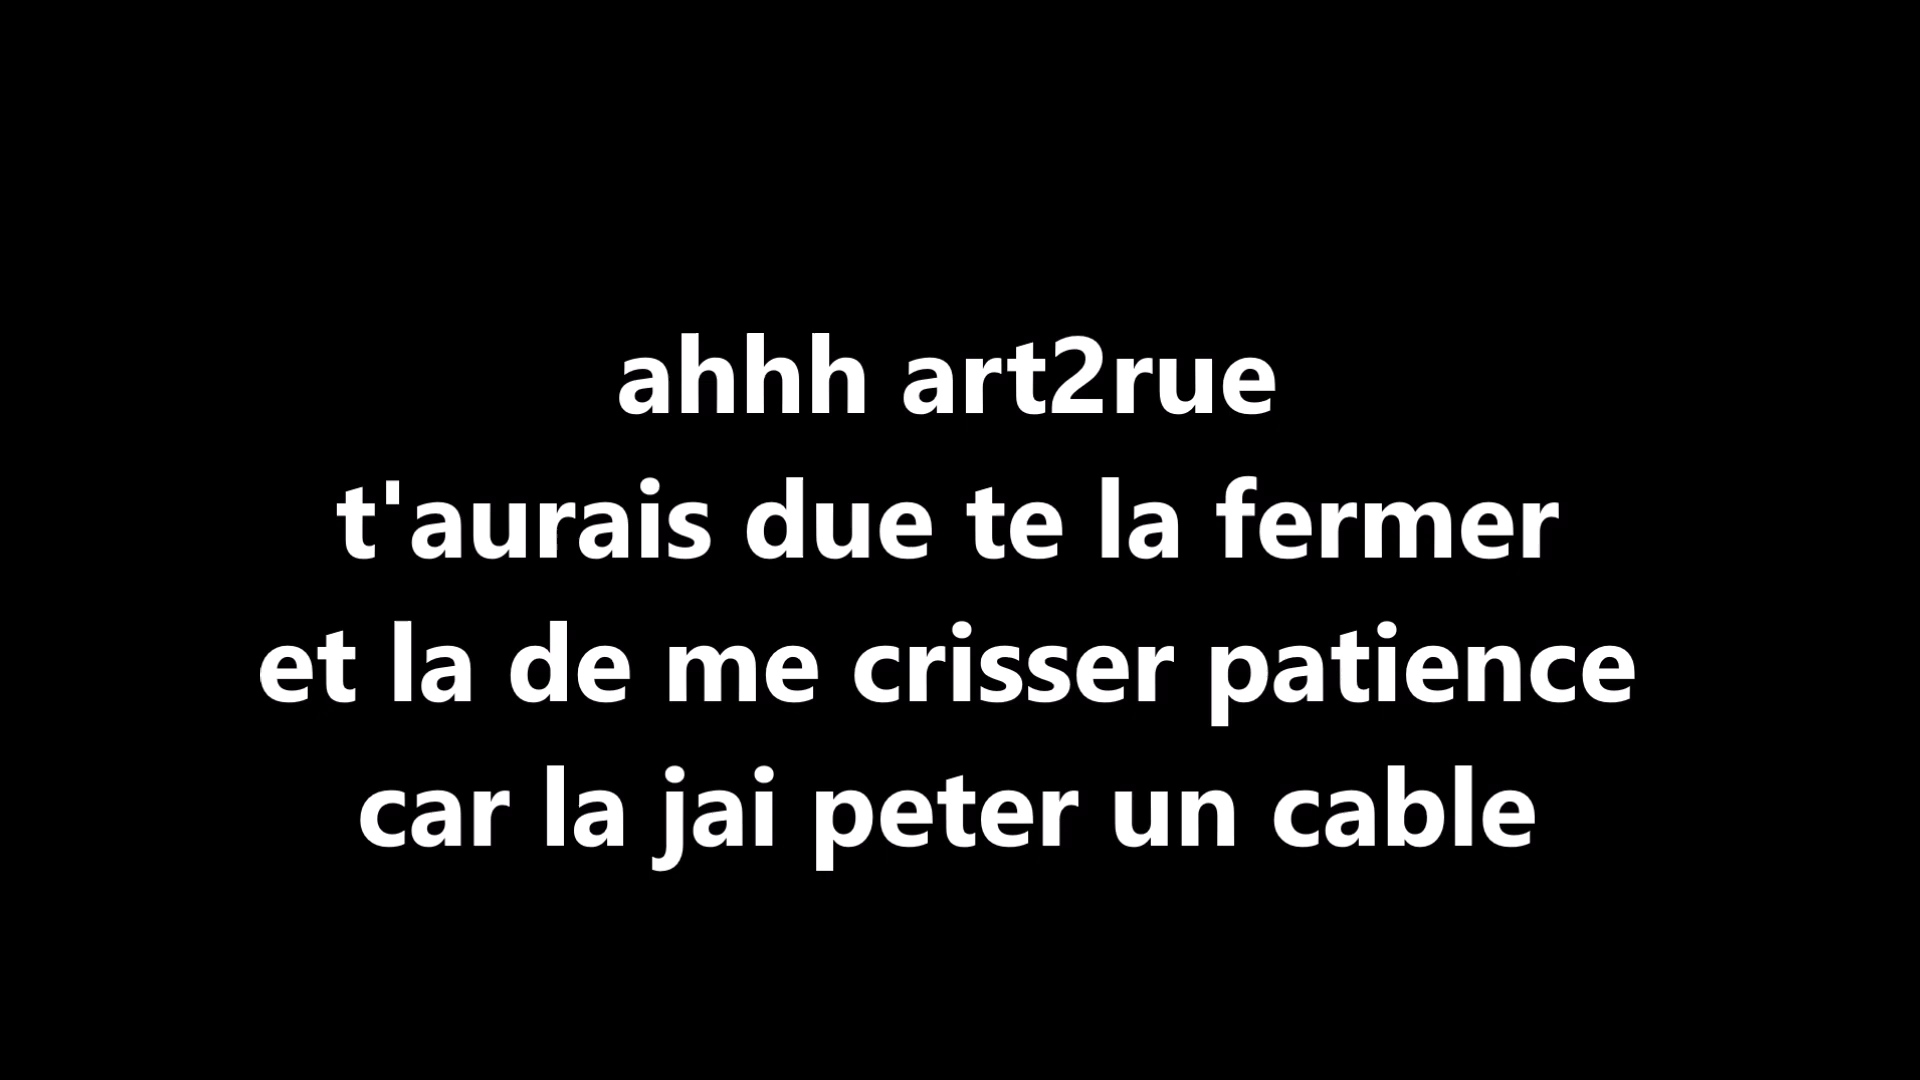 ahhh art2rue
t'aurais due te la fermer
et la de me crisser patience
car la jai peter un cable